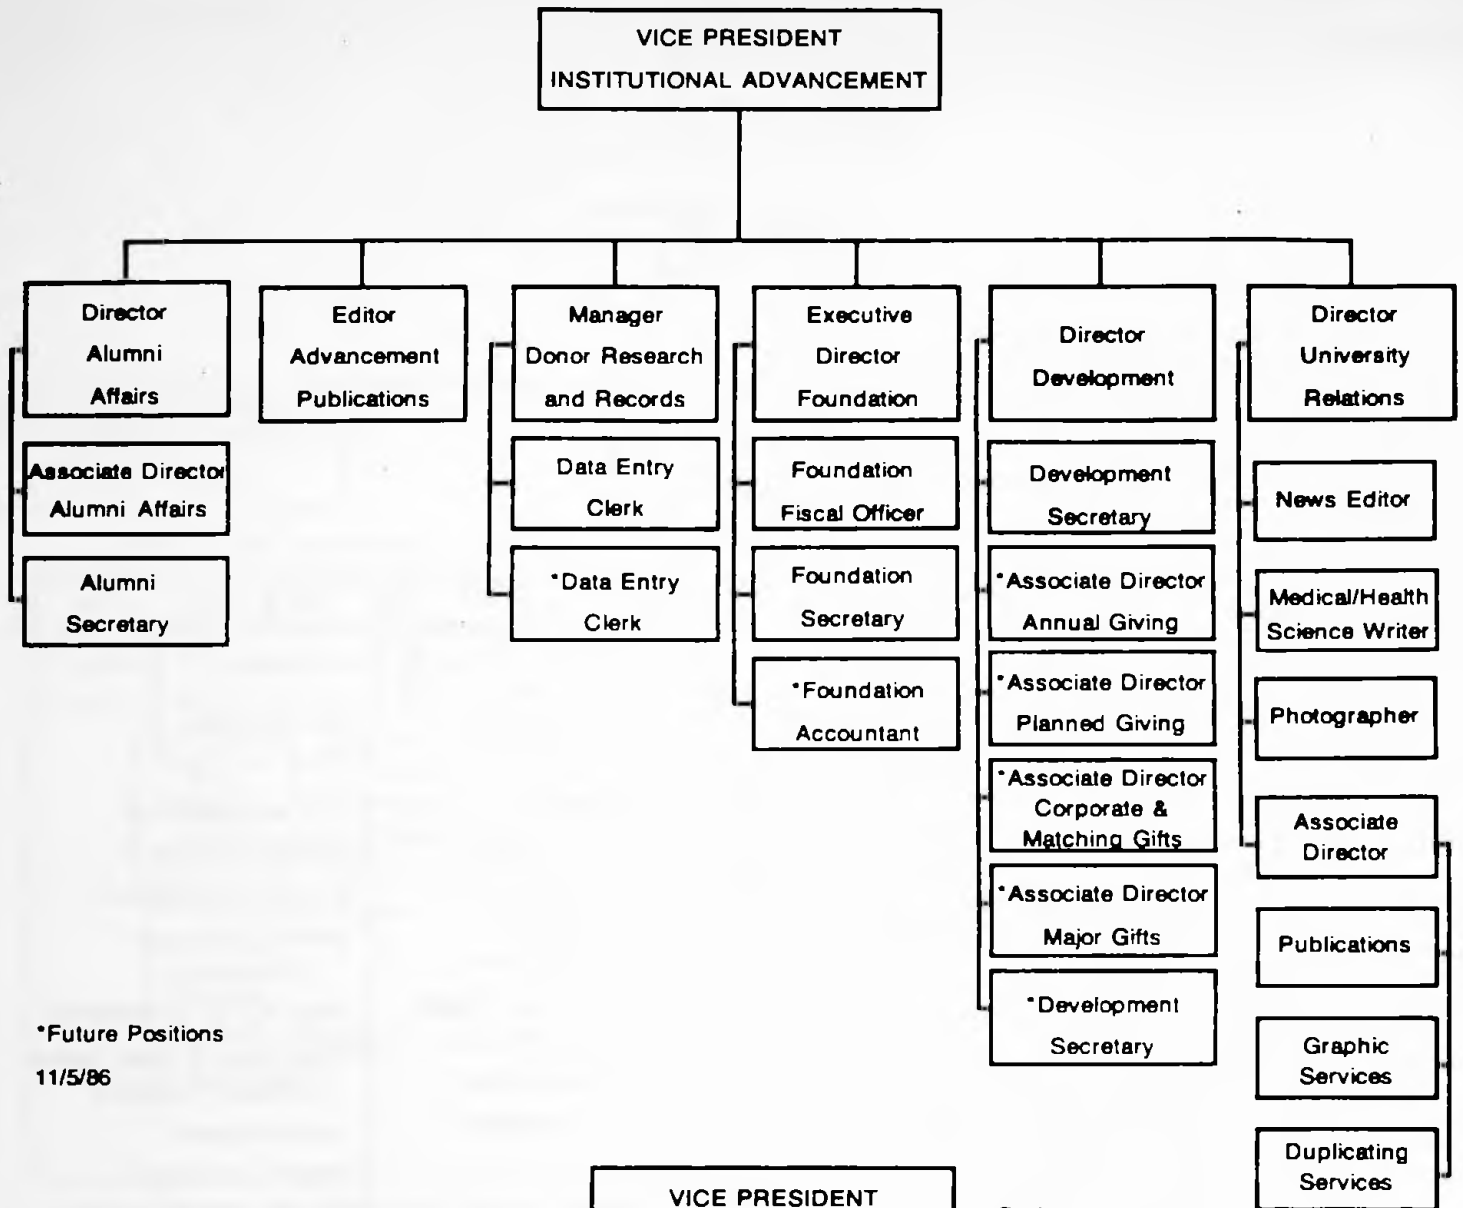 VICE PRESIDENT
INSTITUTIONAL ADVANCEMENT
Director
Alumni
Affairs
Associate Director
Alumni Affairs
Alumni
Secretary
Editor
Advancement
Publications
Manager
Donor Research
and Records
Data Entry
Clerk
*Data Entry
Clerk
Executive
Director
Foundation
Foundation
Fiscal Officer
Foundation
Secretary
*Foundation
Accountant
Director
Development
Development
Secretary
*Associate Director
Annual Giving
*Associate Director
Planned Giving
*Associate Director
Corporate &
Matching Gifts
*Associate Director
Major Gifts
*Development
Secretary
Director
University
Relations
News Editor
Medical/Health
Science Writer
Photographer
Associate
Director
Publications
Graphic
Services
Duplicating
Services
*Future Positions
11/5/86
VICE PRESIDENT